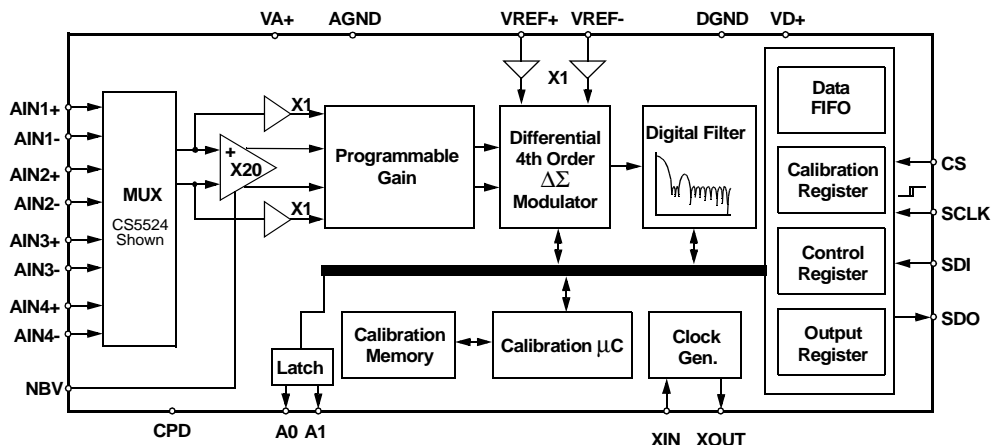 VA+ AGND VREF+ VREF- DGND VD+
AIN1+
AIN1-
AIN2+
AIN2-
AIN3+
AIN3-
AIN4+
AIN4-
NBV
MUX
CS5524
Shown
X1
+
X20
X1
Programmable
Gain
X1
Differential
4th Order
ΔΣ
Modulator
Digital Filter
Data
FIFO
Calibration
Register
Control
Register
Output
Register
CS
SCLK
SDI
SDO
Latch
Calibration
Memory
Calibration μC
Clock
Gen.
CPD A0 A1 XIN XOUT